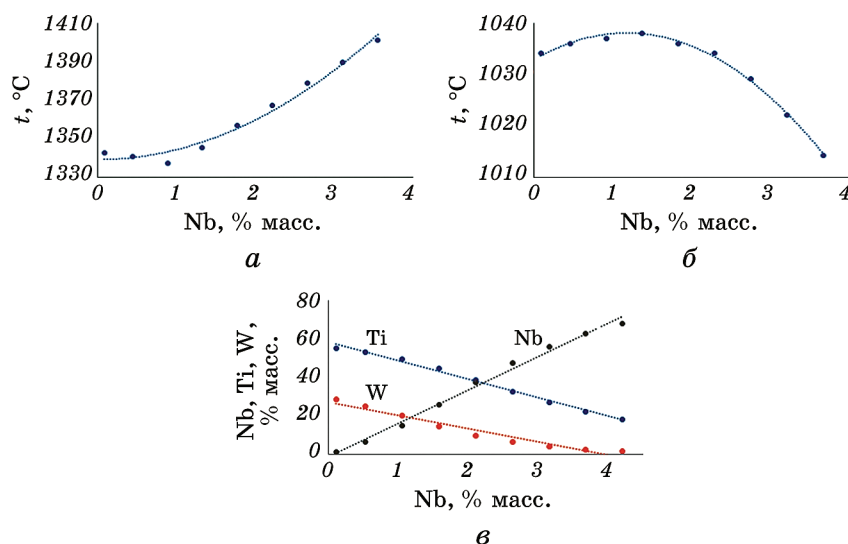 1410
1390
1370
1350
1330
t, °C
0 1 2 3 4
Nb, % масс.
а
1040
1030
1020
1010
t, °C
0 1 2 3 4
Nb, % масс.
б
80
60
40
20
0
Nb, Ti, W,
% масс.
Ti
Nb
W
0 1 2 3 4
Nb, % масс.
в